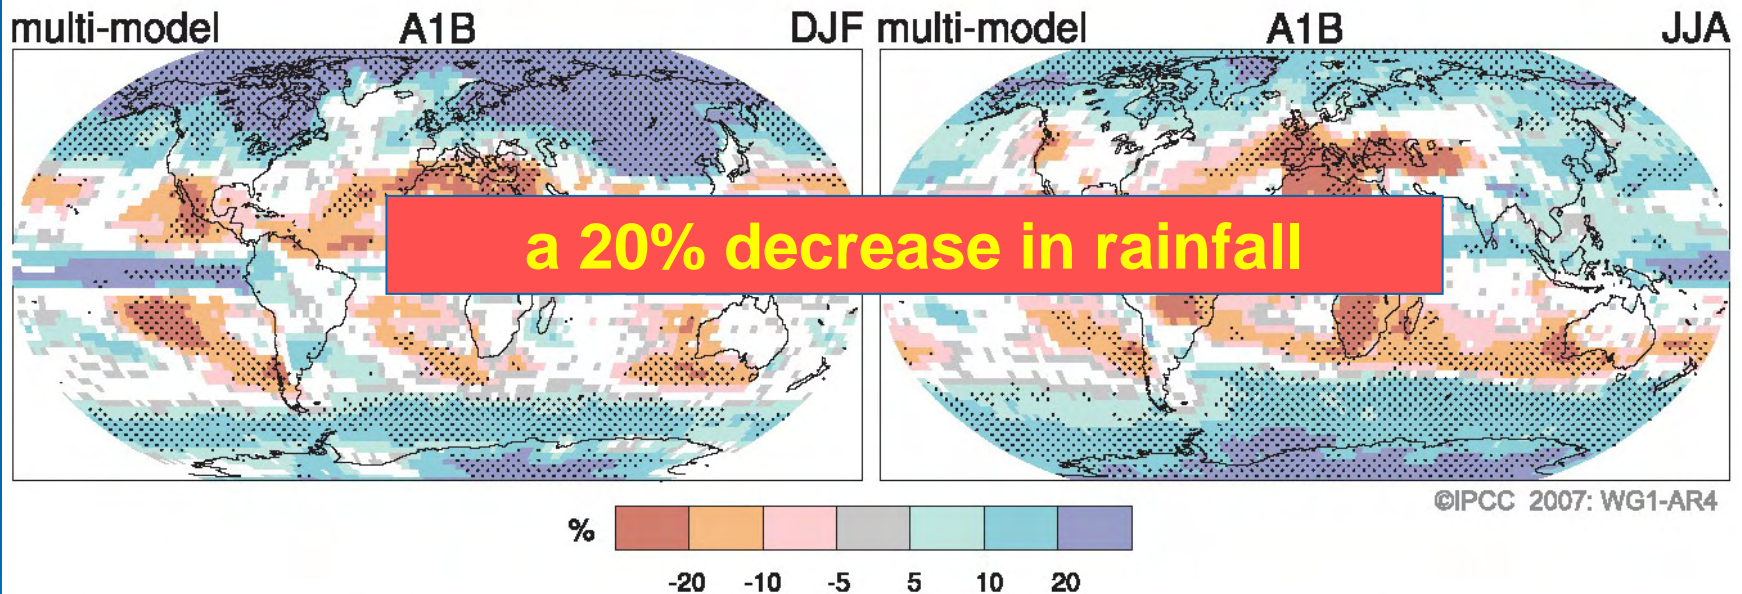 multi-model A1B DJF
multi-model A1B JJA
a 20% decrease in rainfall
©IPCC 2007: WG1-AR4
%
-20 -10 -5 5 10 20